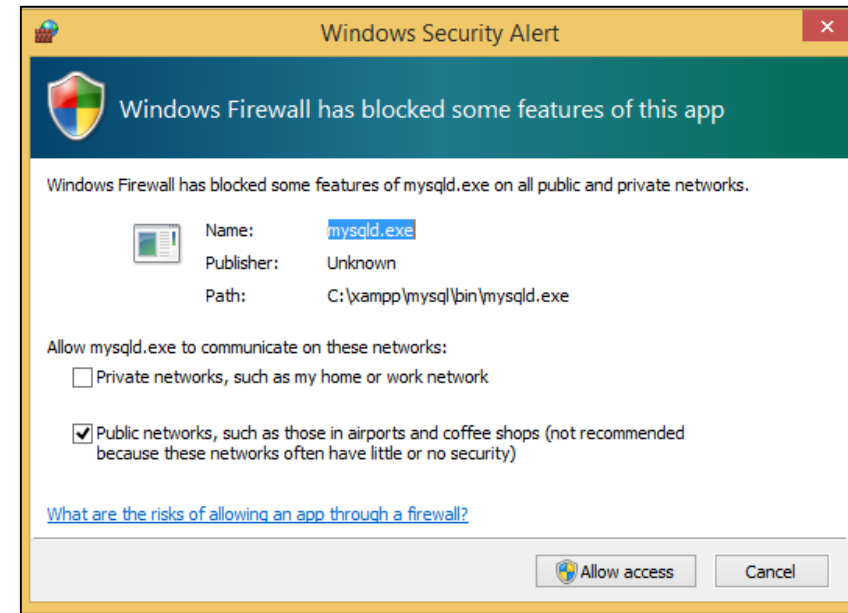 Windows Security Alert
Windows Firewall has blocked some features of this app
Windows Firewall has blocked some features of mysqld.exe on all public and private networks.
Name: mysqld.exe
Publisher: Unknown
Path: C:\xampp\mysql\bin\mysqld.exe
Allow mysqld.exe to communicate on these networks:
Private networks, such as my home or work network
Public networks, such as those in airports and coffee shops (not recommended
because these networks often have little or no security)
What are the risks of allowing an app through a firewall?
Allow access Cancel